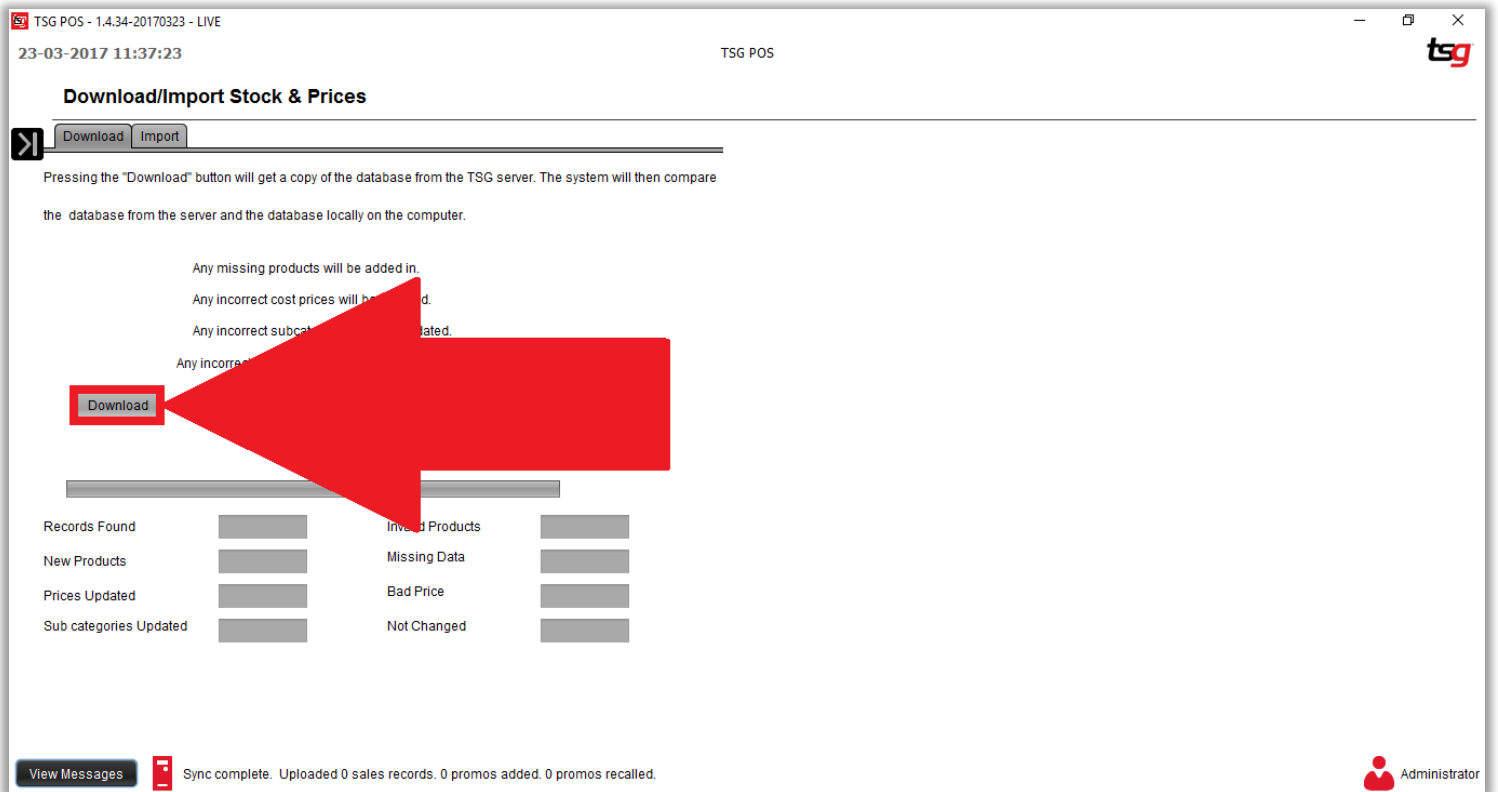 TSG POS - 1.4.34-20170323 - LIVE
23-03-2017 11:37:23
TSG POS
tsg
Download/Import Stock & Prices
Download Import
Pressing the "Download" button will get a copy of the database from the TSG server. The system will then compare
the database from the server and the database locally on the computer.
Any missing products will be added in.
Any incorrect cost prices will
Any incorrect
Any
Download
Records Found
Invalid Products
New Products
Missing Data
Prices Updated
Bad Price
Sub categories Updated
Not Changed
View Messages
Sync complete. Uploaded 0 sales records. 0 promos added. 0 promos recalled.
Administrator